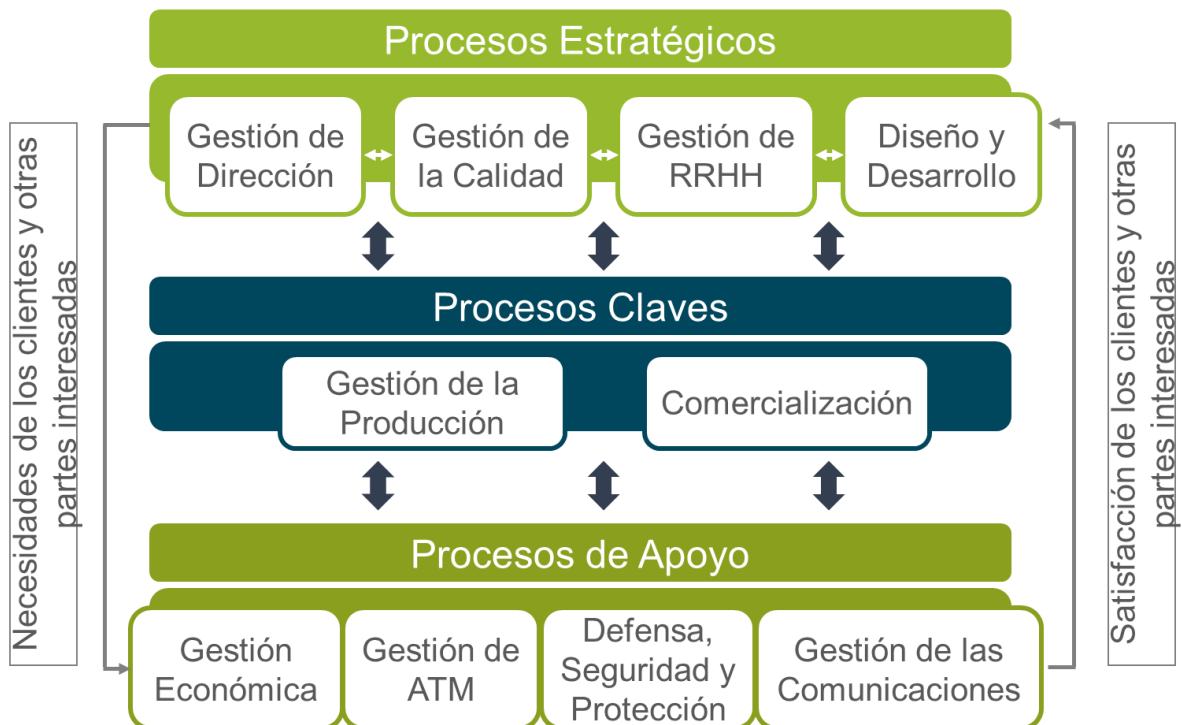 Procesos Estratégicos
Gestión de
Dirección
Gestión de
la Calidad
Gestión de
RRHH
Diseño y
Desarrollo
Necesidades de los clientes y otras
partes interesadas
Procesos Claves
Gestión de la
Producción
Comercialización
Satisfacción de los clientes y otras
partes interesadas
Procesos de Apoyo
Gestión
Económica
Gestión de
ATM
Defensa,
Seguridad y
Protección
Gestión de las
Comunicaciones